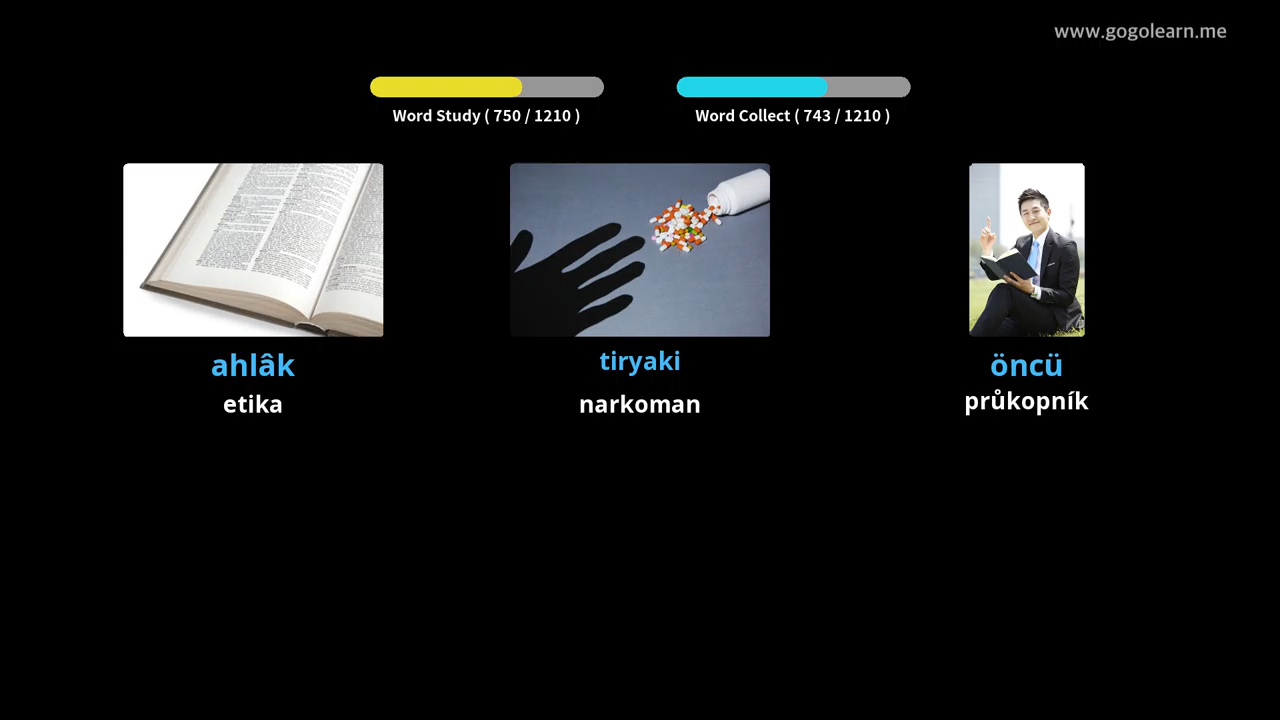 www.gogolearn.me
Word Study ( 750 / 1210 )
Word Collect ( 743 / 1210 )
ahlâk
tiryaki
öncü
etika
narkoman
průkopník